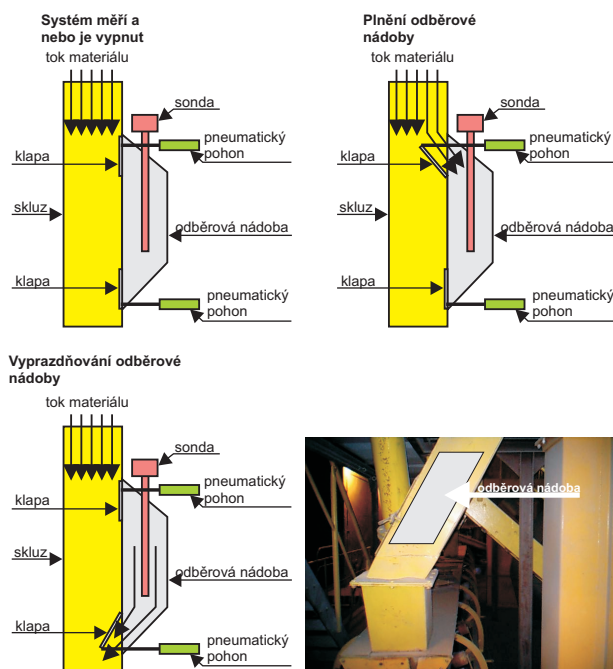 Systém měří a
nebo je vypnut
tok materiálu
sonda
pneumatický
pohon
klapa
skluz
odběrová nádoba
klapa
pneumatický
pohon
Plnění odběrové
nádoby
tok materiálu
sonda
pneumatický
pohon
klapa
skluz
odběrová nádoba
klapa
pneumatický
pohon
Vyprazdňování odběrové
nádoby
tok materiálu
sonda
pneumatický
pohon
klapa
skluz
odběrová nádoba
klapa
pneumatický
pohon
odběrová nádoba